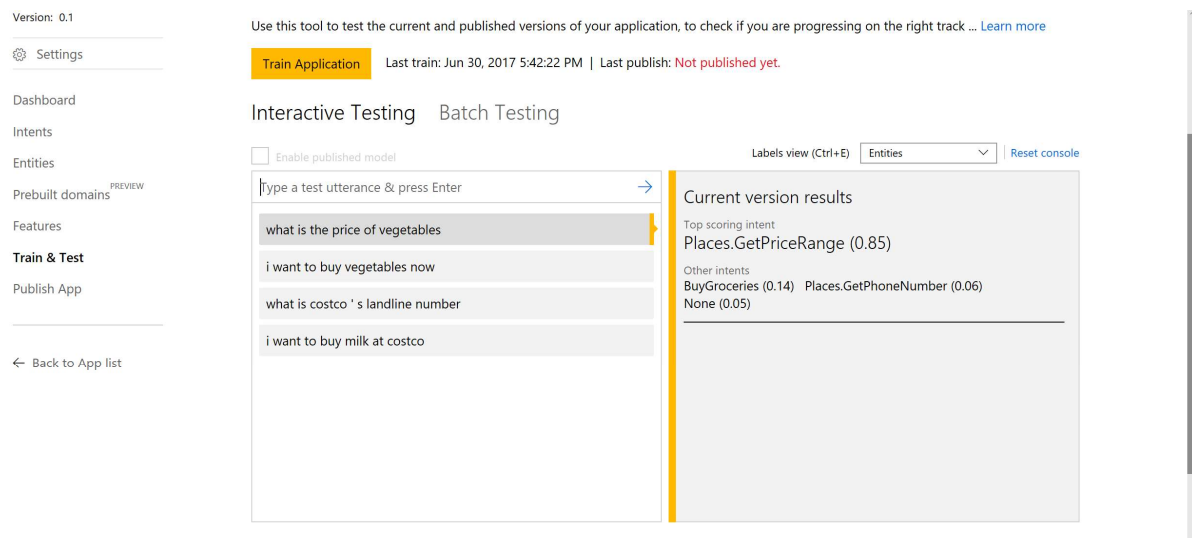 Version: 0.1
Settings
Dashboard
Intents
Entities
Prebuilt domains PREVIEW
Features
Train & Test
Publish App
← Back to App list
Use this tool to test the current and published versions of your application, to check if you are progressing on the right track ... Learn more
Train Application Last train: Jun 30, 2017 5:42:22 PM | Last publish: Not published yet.
Interactive Testing Batch Testing
Enable published model
Labels view (Ctrl+E) Entities Reset console
Type a test utterance & press Enter →
what is the price of vegetables
i want to buy vegetables now
what is costco ' s landline number
i want to buy milk at costco
Current version results
Top scoring intent
Places.GetPriceRange (0.85)
Other intents
BuyGroceries (0.14) Places.GetPhoneNumber (0.06)
None (0.05)